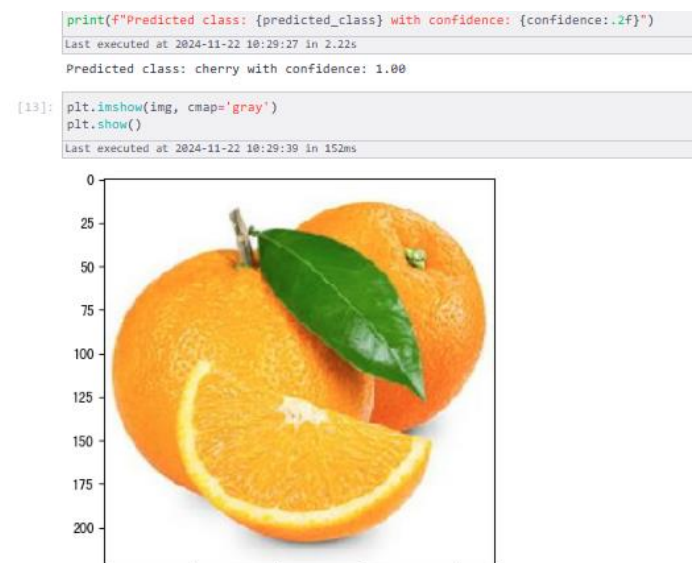 print(f"Predicted class: {predicted_class} with confidence: {confidence:.2f}")
Last executed at 2024-11-22 10:29:27 in 2.22s
Predicted class: cherry with confidence: 1.00
[13]: plt.imshow(img, cmap='gray')
plt.show()
Last executed at 2024-11-22 10:29:39 in 152ms
0
25
50
75
100
125
150
175
200